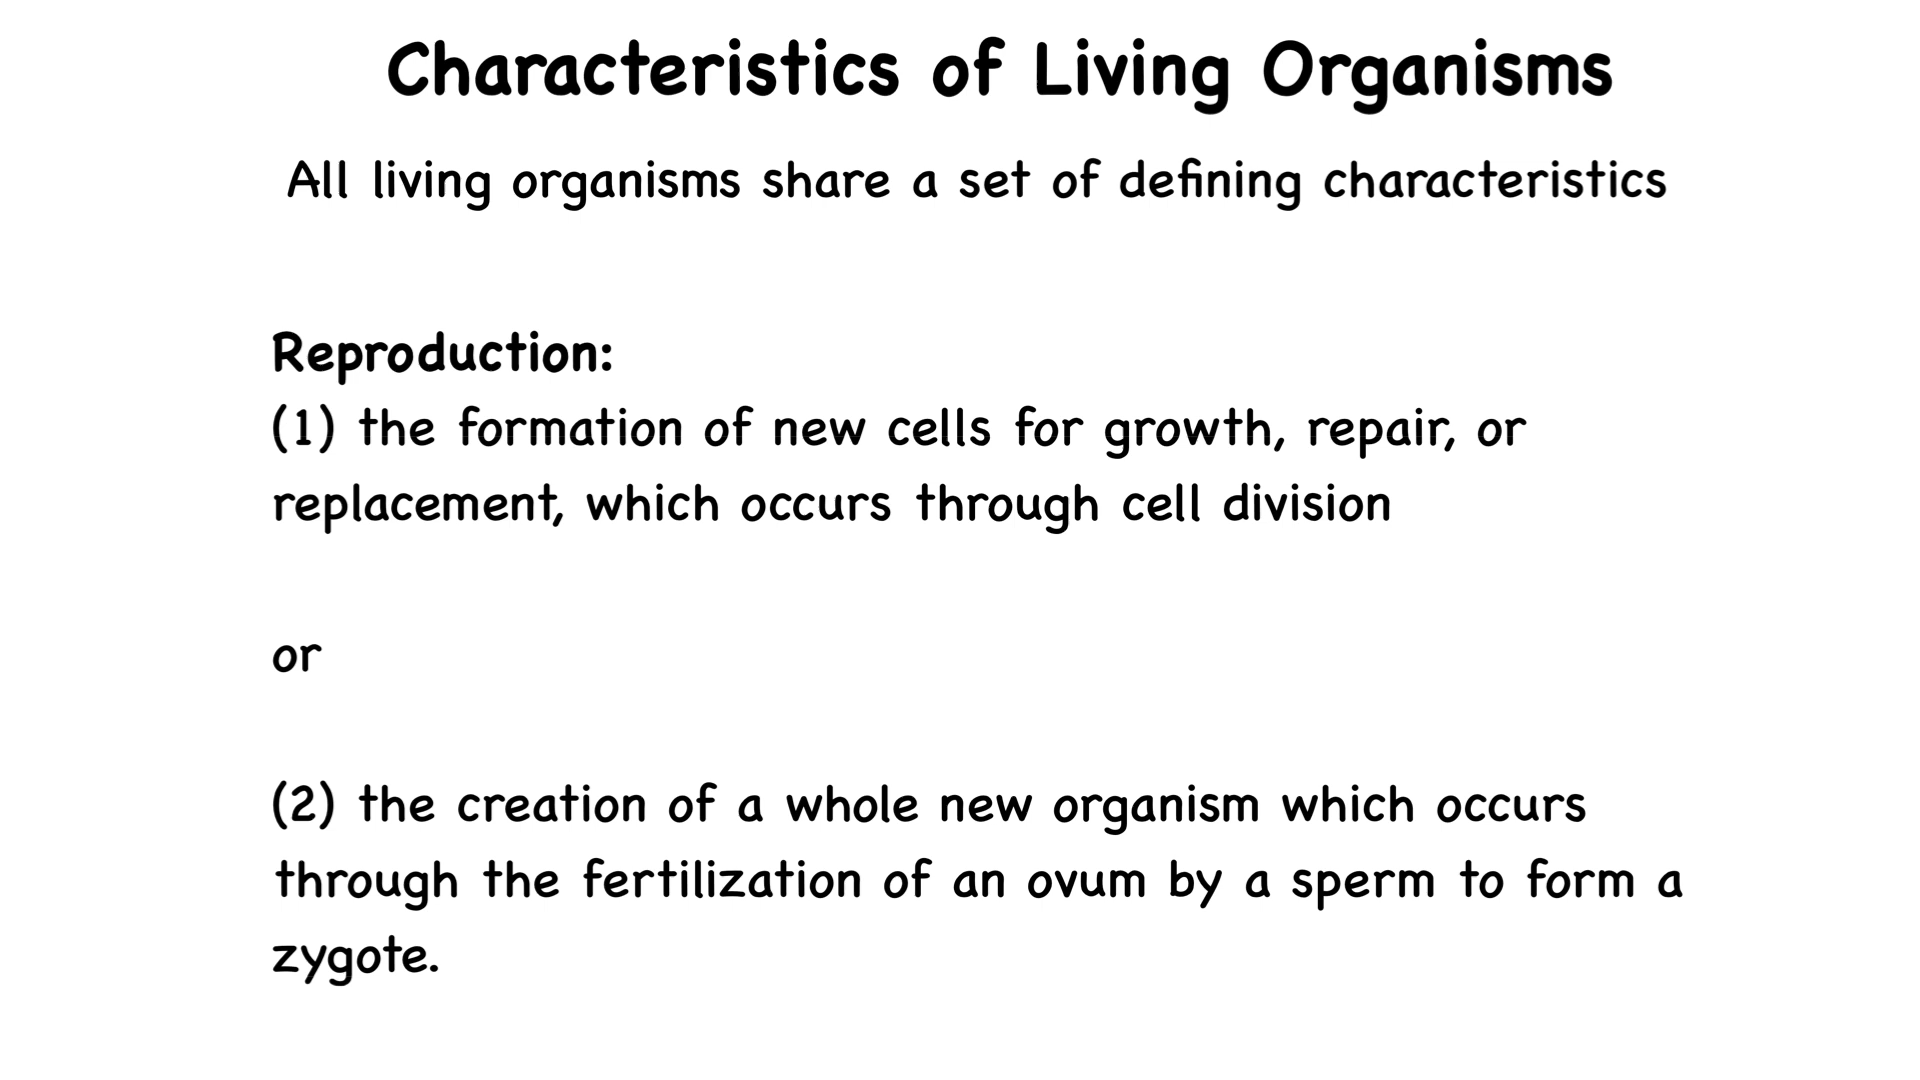 Characteristics of Living Organisms
All living organisms share a set of defining characteristics
Reproduction:
(1) the formation of new cells for growth, repair, or
replacement, which occurs through cell division
or
(2) the creation of a whole new organism which occurs
through the fertilization of an ovum by a sperm to form a
zygote.